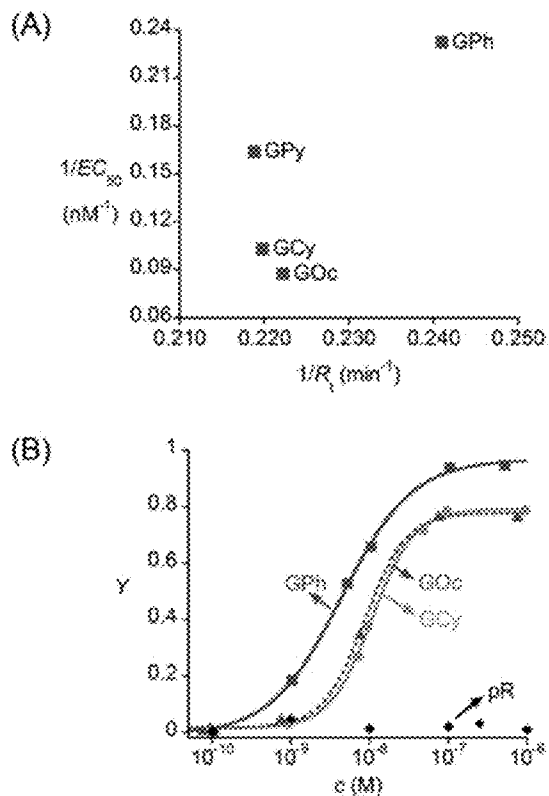 (A)
0.24
0.21
0.18
0.15
0.12
0.09
0.06
1/EC₅₀
(nM⁻¹)
GPh
GPy
GCy
GOc
0.210
0.220
0.230
0.240
0.250
1/Rₜ (min⁻¹)
(B)
1
0.8
0.6
0.4
0.2
0
Y
GPh
GOc
GCy
pR
10⁻¹⁰
10⁻⁹
10⁻⁸
10⁻⁷
10⁻⁶
c (M)